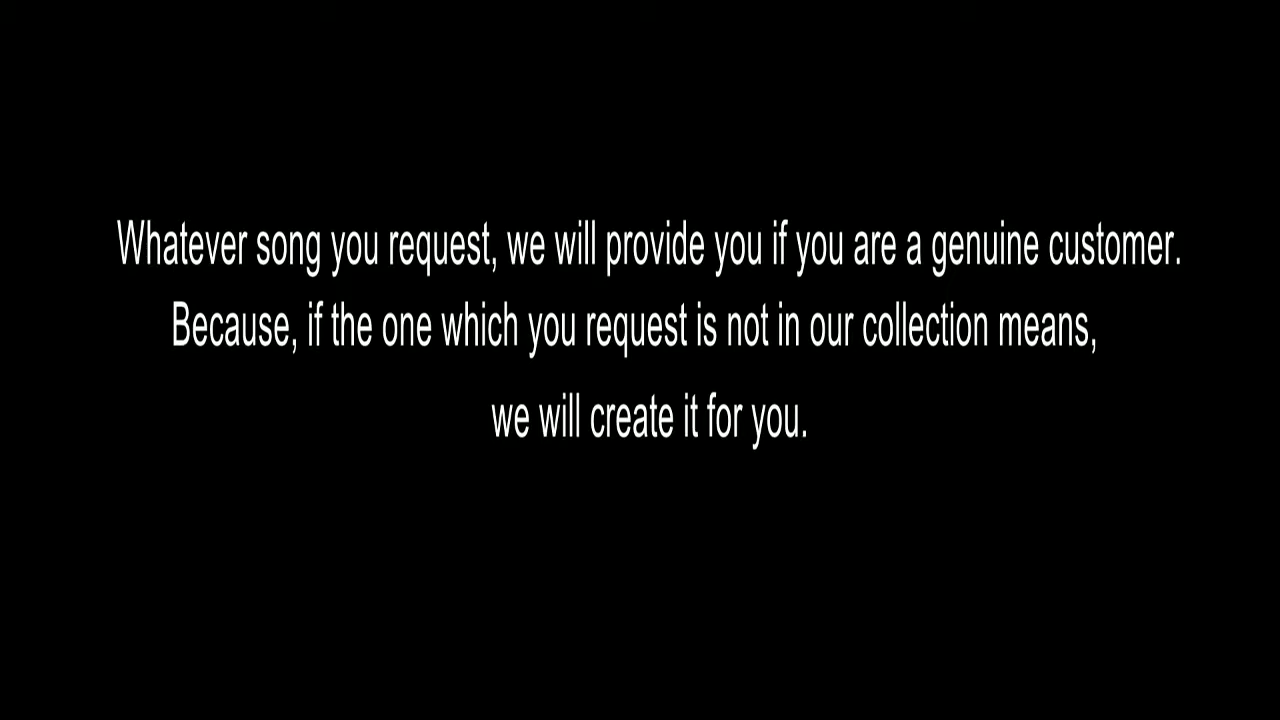 Whatever song you request, we will provide you if you are a genuine customer.
Because, if the one which you request is not in our collection means,
we will create it for you.